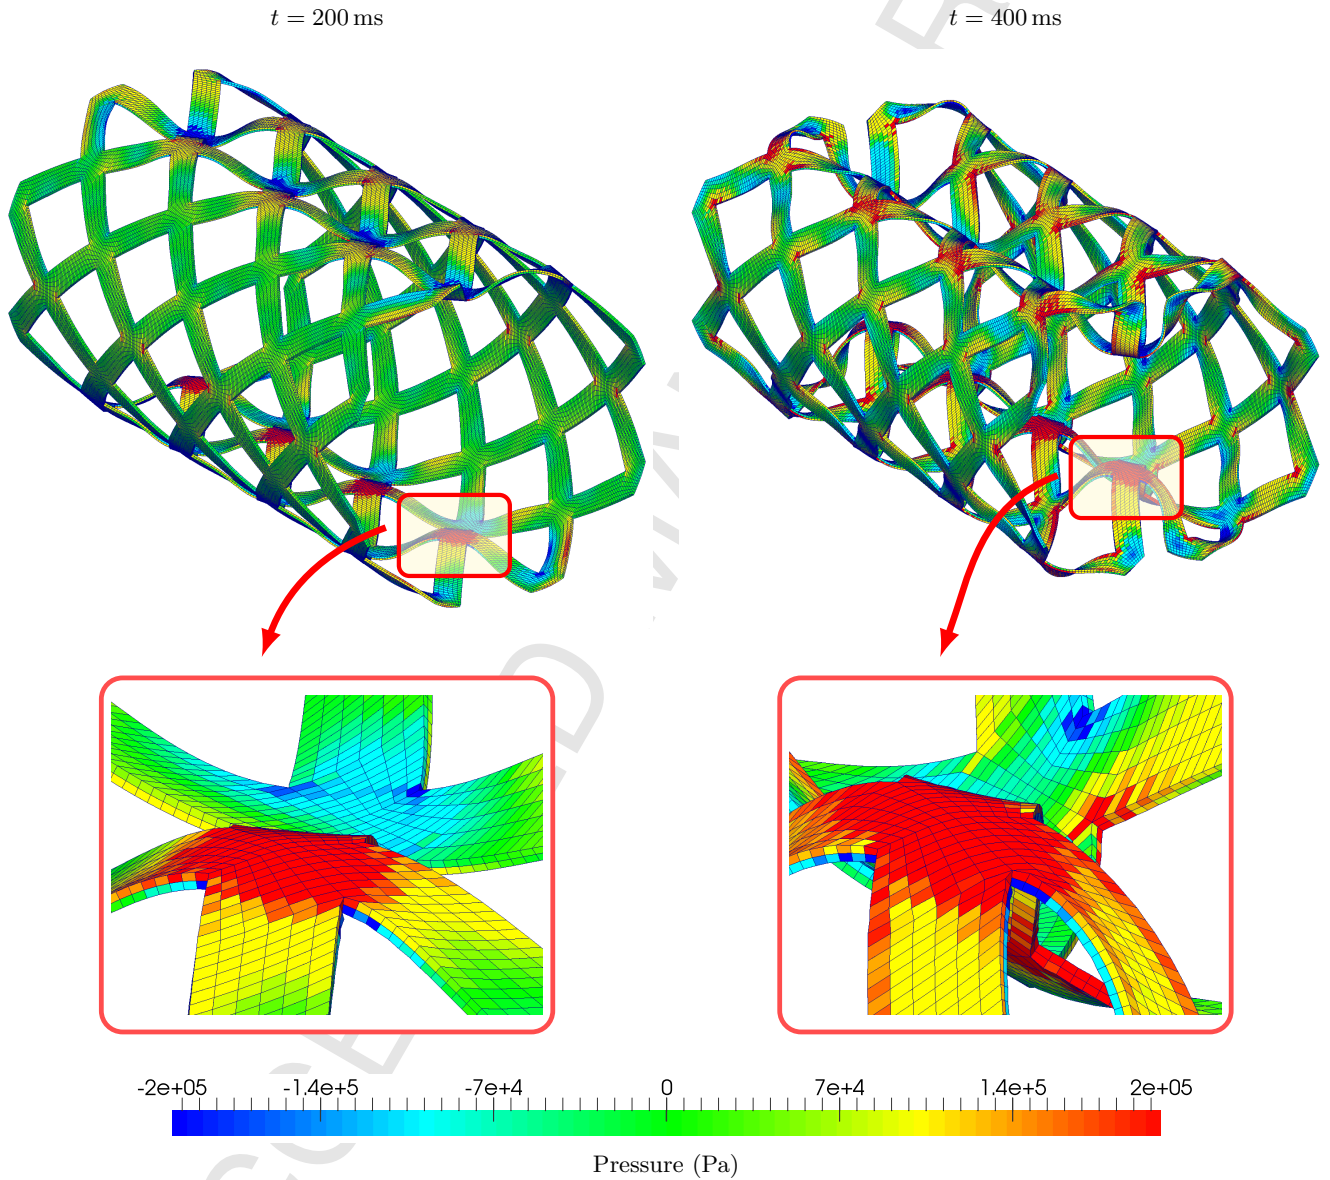 t = 200 ms
t = 400 ms
-2e+05 -1.4e+5 -7e+4 0 7e+4 1.4e+5 2e+05
Pressure (Pa)